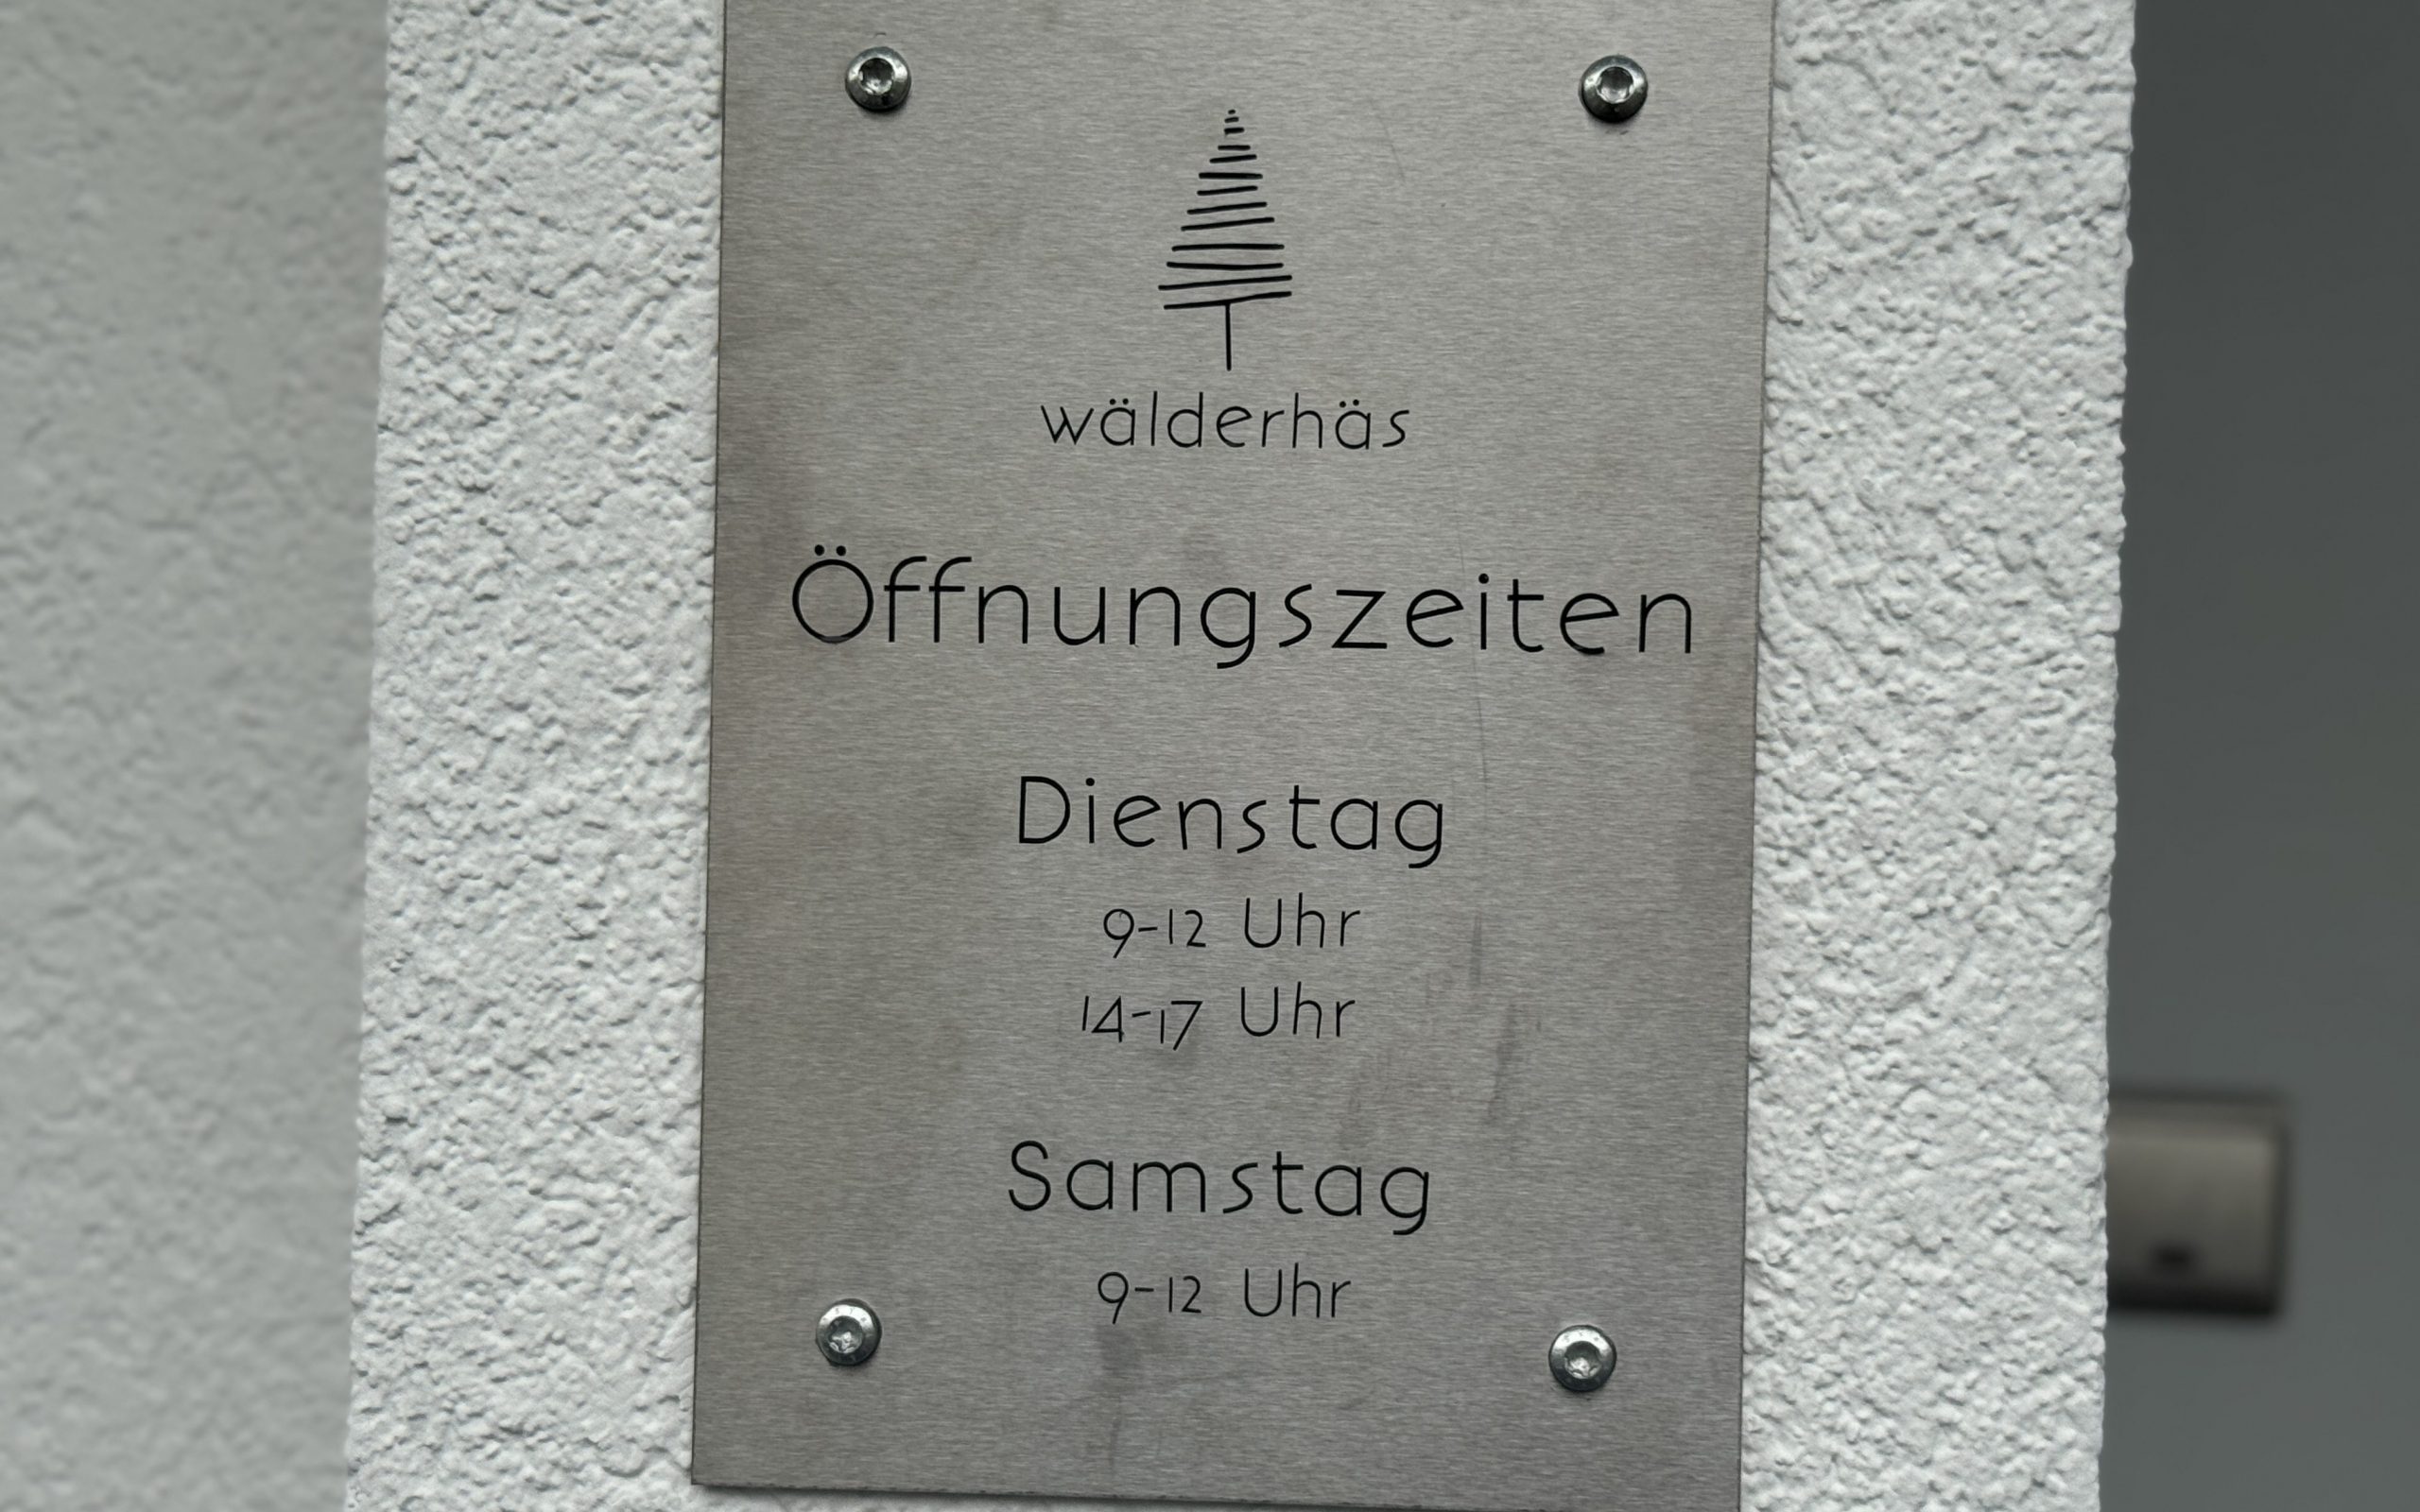 wälderhäs
Öffnungszeiten
Dienstag
9-12 Uhr
14-17 Uhr
Samstag
9-12 Uhr